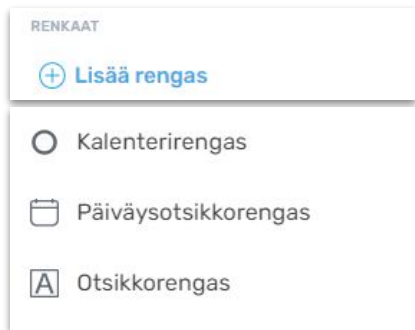 RENKAAT
Lisää rengas
Kalenterirengas
Päiväysotsikkorengas
A Otsikkorengas